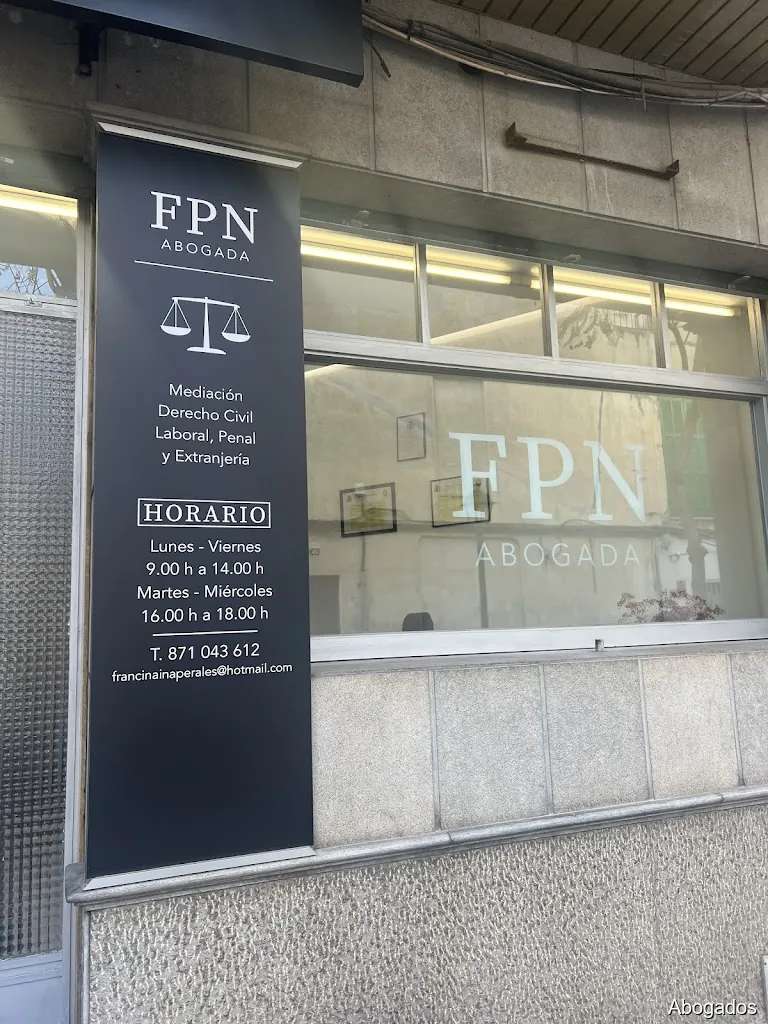 FPN
ABOGADA
Mediación
Derecho Civil
Laboral, Penal
y Extranjería
HORARIO
Lunes - Viernes
9.00 h a 14.00 h
Martes - Miércoles
16.00 h a 18.00 h
T. 871 043 612
francinainaperales@hotmail.com
FPN
ABOGADA
Abogados